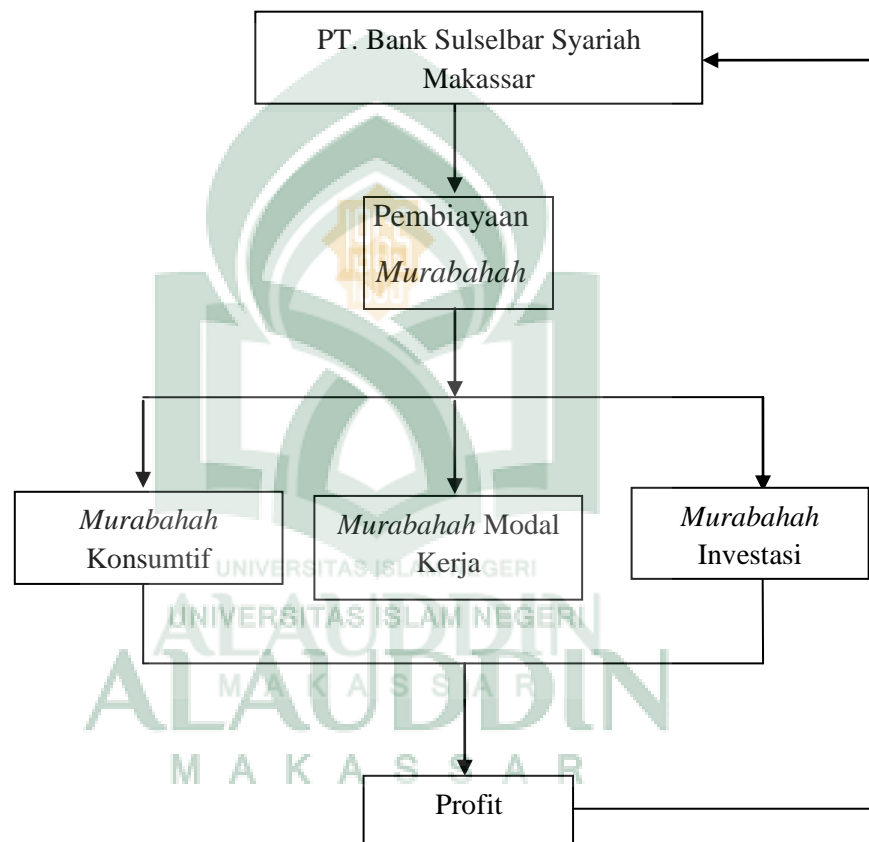 PT. Bank Sulselbar Syariah
Makassar
Pembiayaan
Murabahah
Murabahah
Konsumtif
Murabahah Modal
Kerja
Murabahah
Investasi
UNIVERSITAS ISLAM NEGERI
UNIVERSITAS ISLAM NEGERI
ALAUDDIN
ALAUDDIN
MAKASSAR
MAKASSAR
Profit